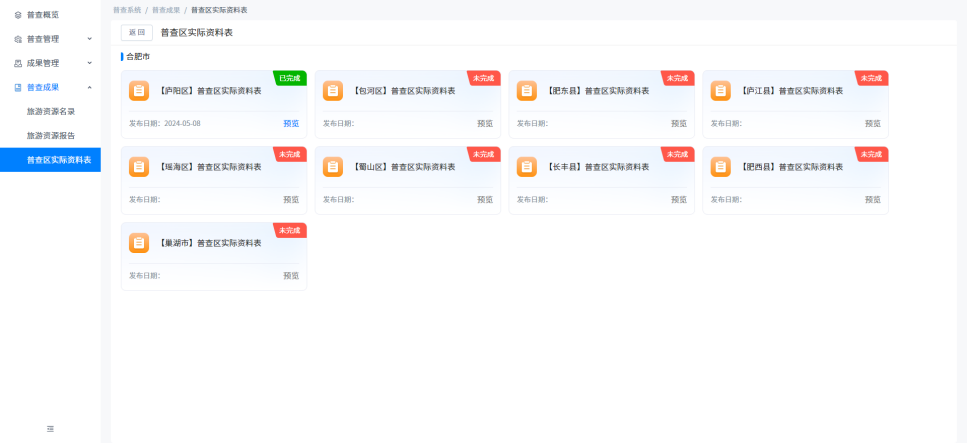 普查概览
普查管理
成果管理
普查成果
旅游资源名录
旅游资源报告
普查区实际资料表
普查系统 / 普查成果 / 普查区实际资料表
返 回 普查区实际资料表
合肥市
已完成
【庐阳区】普查区实际资料表
发布日期: 2024-05-08 预览
未完成
【包河区】普查区实际资料表
发布日期: 预览
未完成
【肥东县】普查区实际资料表
发布日期: 预览
未完成
【庐江县】普查区实际资料表
发布日期: 预览
未完成
【瑶海区】普查区实际资料表
发布日期: 预览
未完成
【蜀山区】普查区实际资料表
发布日期: 预览
未完成
【长丰县】普查区实际资料表
发布日期: 预览
未完成
【肥西县】普查区实际资料表
发布日期: 预览
未完成
【巢湖市】普查区实际资料表
发布日期: 预览